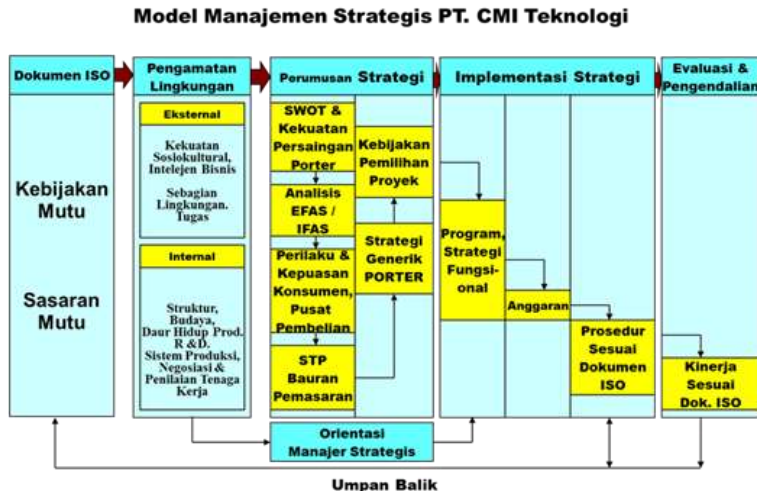 Model Manajemen Strategis PT. CMI Teknologi
Dokumen ISO
Kebijakan
Mutu
Sasaran
Mutu
Pengamatan
Lingkungan
Eksternal
Kekuatan
Sosiokultural,
Intelejen Bisnis
Sebagian
Lingkungan.
Tugas
Internal
Struktur,
Budaya,
Daur Hidup Prod.
R &D.
Sistem Produksi,
Negosiasi &
Penilaian Tenaga
Kerja
Perumusan Strategi
SWOT &
Kekuatan
Persaingan
Porter
Analisis
EFAS /
IFAS
Perilaku &
Kepuasan
Konsumen,
Pusat
Pembelian
STP
Bauran
Pemasaran
Kebijakan
Pemilihan
Proyek
Strategi
Generik
PORTER
Orientasi
Manajer Strategis
Implementasi Strategi
Program,
Strategi
Fungsi-
onal
Anggaran
Prosedur
Sesuai
Dokumen
ISO
Evaluasi &
Pengendalian
Kinerja
Sesuai
Dok. ISO
Umpan Balik